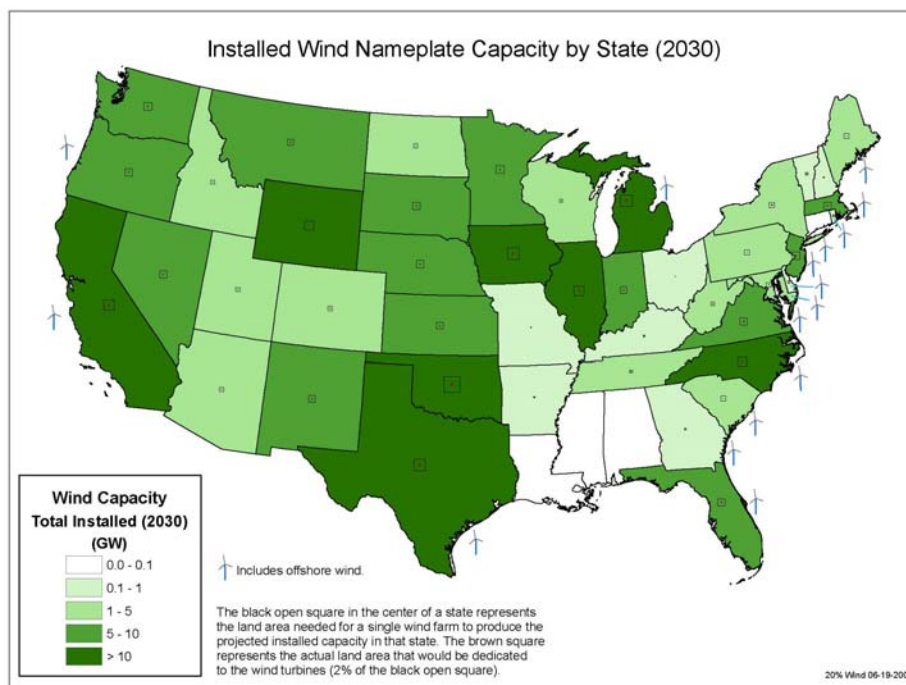 Installed Wind Nameplate Capacity by State (2030)
Wind Capacity
Total Installed (2030)
(GW)
0.0 - 0.1
0.1 - 1
1 - 5
5 - 10
> 10
Includes offshore wind.
The black open square in the center of a state represents
the land area needed for a single wind farm to produce the
projected installed capacity in that state. The brown square
represents the actual land area that would be dedicated
to the wind turbines (2% of the black open square).
20% Wind 06-19-200